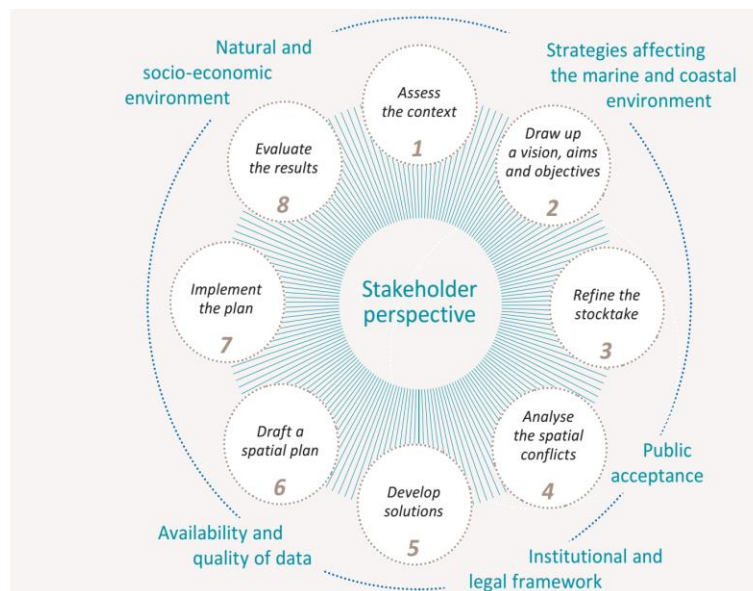 Natural and
socio-economic
environment
Strategies affecting
the marine and coastal
environment
Assess
the context
1
Draw up
a vision, aims
and objectives
2
Refine the
stocktake
3
Analyse
the spatial
conflicts
4
Develop
solutions
5
Draft a
spatial plan
6
Implement
the plan
7
Evaluate
the results
8
Stakeholder
perspective
Public
acceptance
Institutional and
legal framework
Availability and
quality of data